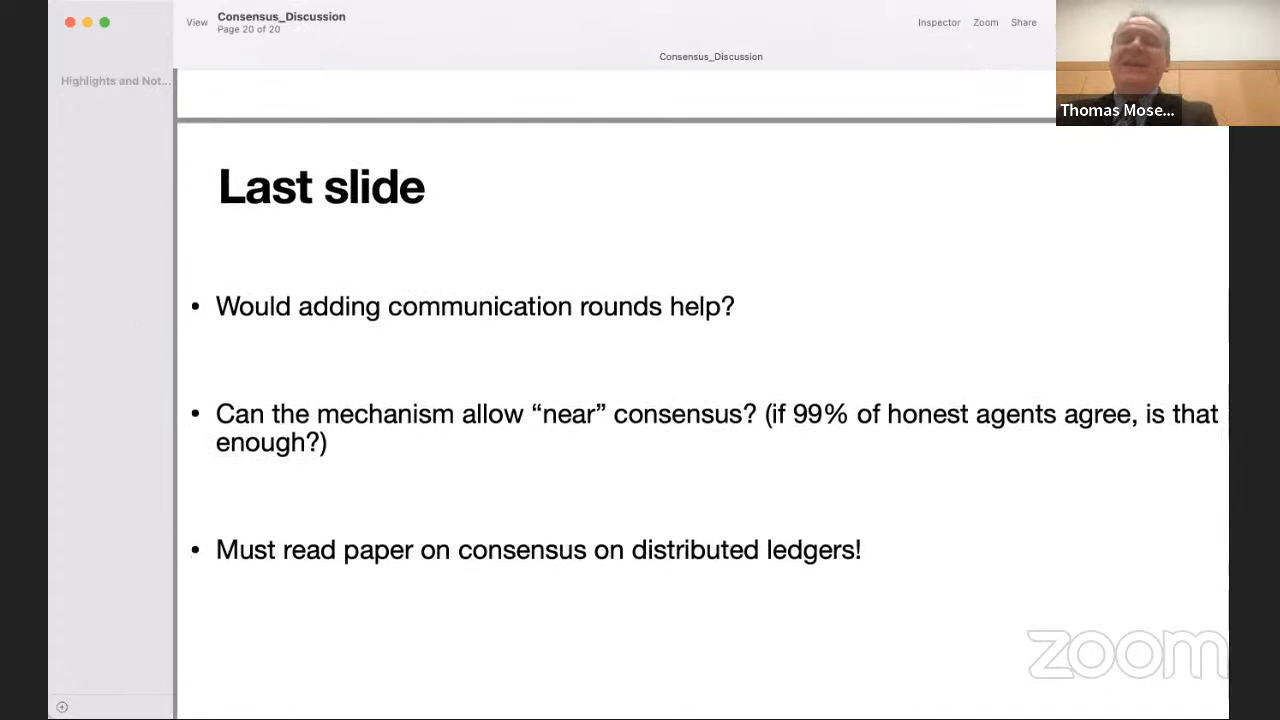 View
Consensus_Discussion
Page 20 of 20
Inspector
Zoom
Share
Consensus_Discussion
Highlights and Not...
Thomas Mose...
Last slide
• Would adding communication rounds help?
• Can the mechanism allow “near” consensus? (if 99% of honest agents agree, is that
enough?)
• Must read paper on consensus on distributed ledgers!
zoom